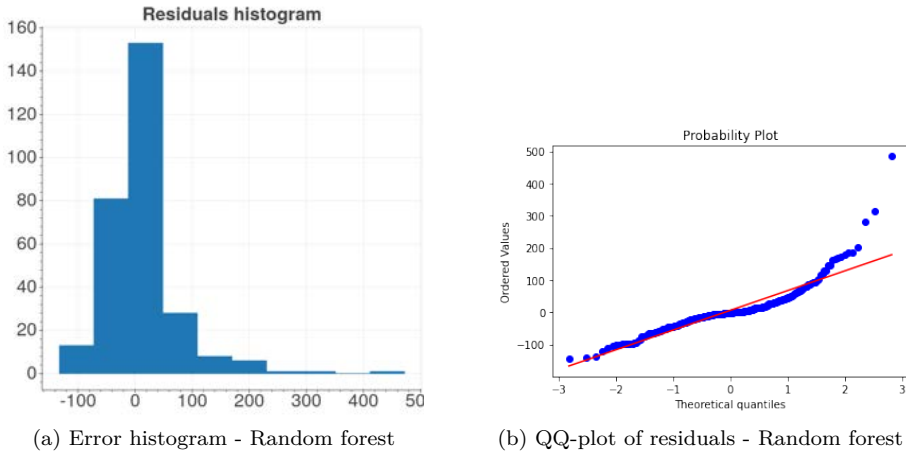 Residuals histogram
160
140
120
100
80
60
40
20
0
-100 0 100 200 300 400 50
(a) Error histogram - Random forest
Probability Plot
500
400
300
200
100
0
−100
Ordered Values
−3 −2 −1 0 1 2 3
Theoretical quantiles
(b) QQ-plot of residuals - Random forest